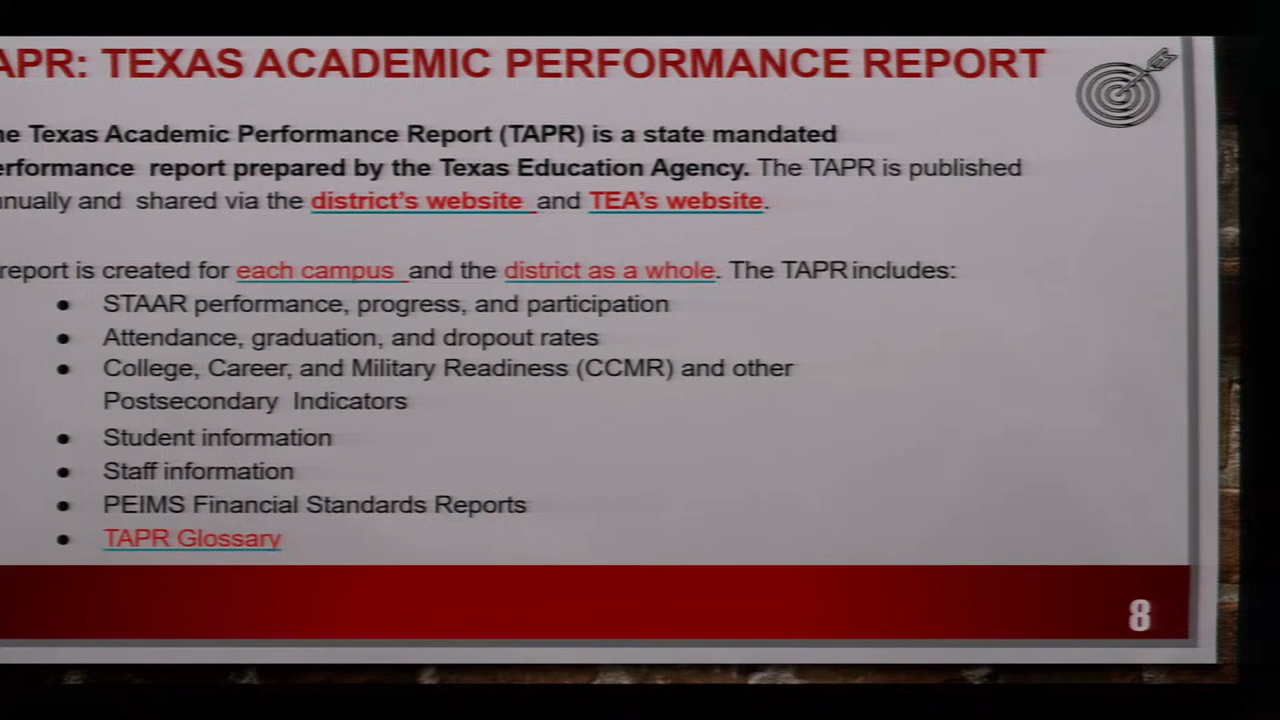 APR: TEXAS ACADEMIC PERFORMANCE REPORT
he Texas Academic Performance Report (TAPR) is a state mandated
erformance report prepared by the Texas Education Agency. The TAPR is published
nnually and shared via the district's website and TEA's website.
report is created for each campus and the district as a whole. The TAPR includes:
● STAAR performance, progress, and participation
● Attendance, graduation, and dropout rates
● College, Career, and Military Readiness (CCMR) and other
Postsecondary Indicators
● Student information
● Staff information
● PEIMS Financial Standards Reports
● TAPR Glossary
8